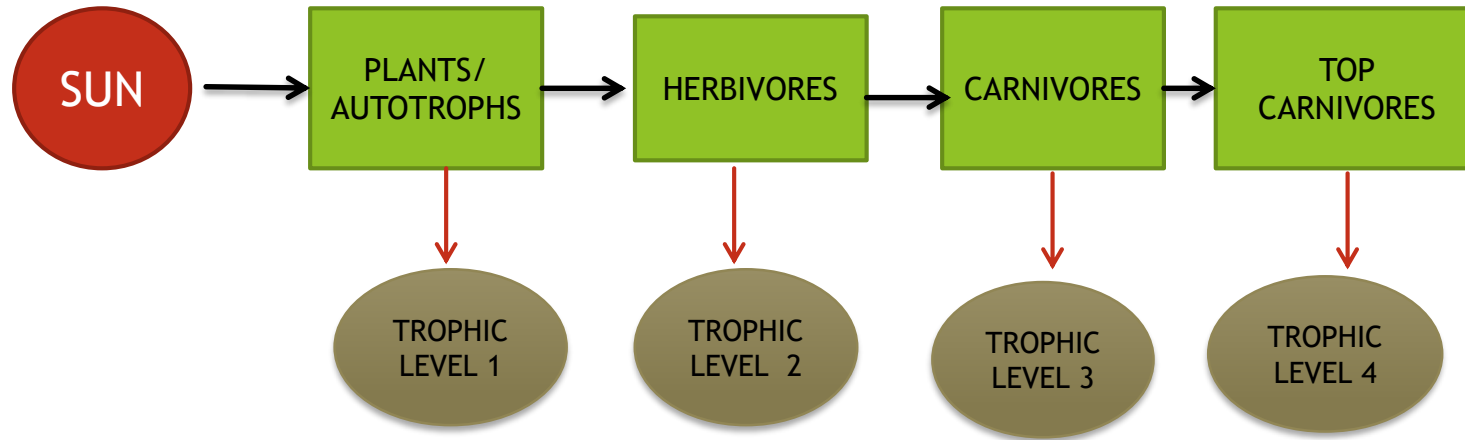 SUN
PLANTS/
AUTOTROPHS
HERBIVORES
CARNIVORES
TOP
CARNIVORES
TROPHIC
LEVEL 1
TROPHIC
LEVEL 2
TROPHIC
LEVEL 3
TROPHIC
LEVEL 4